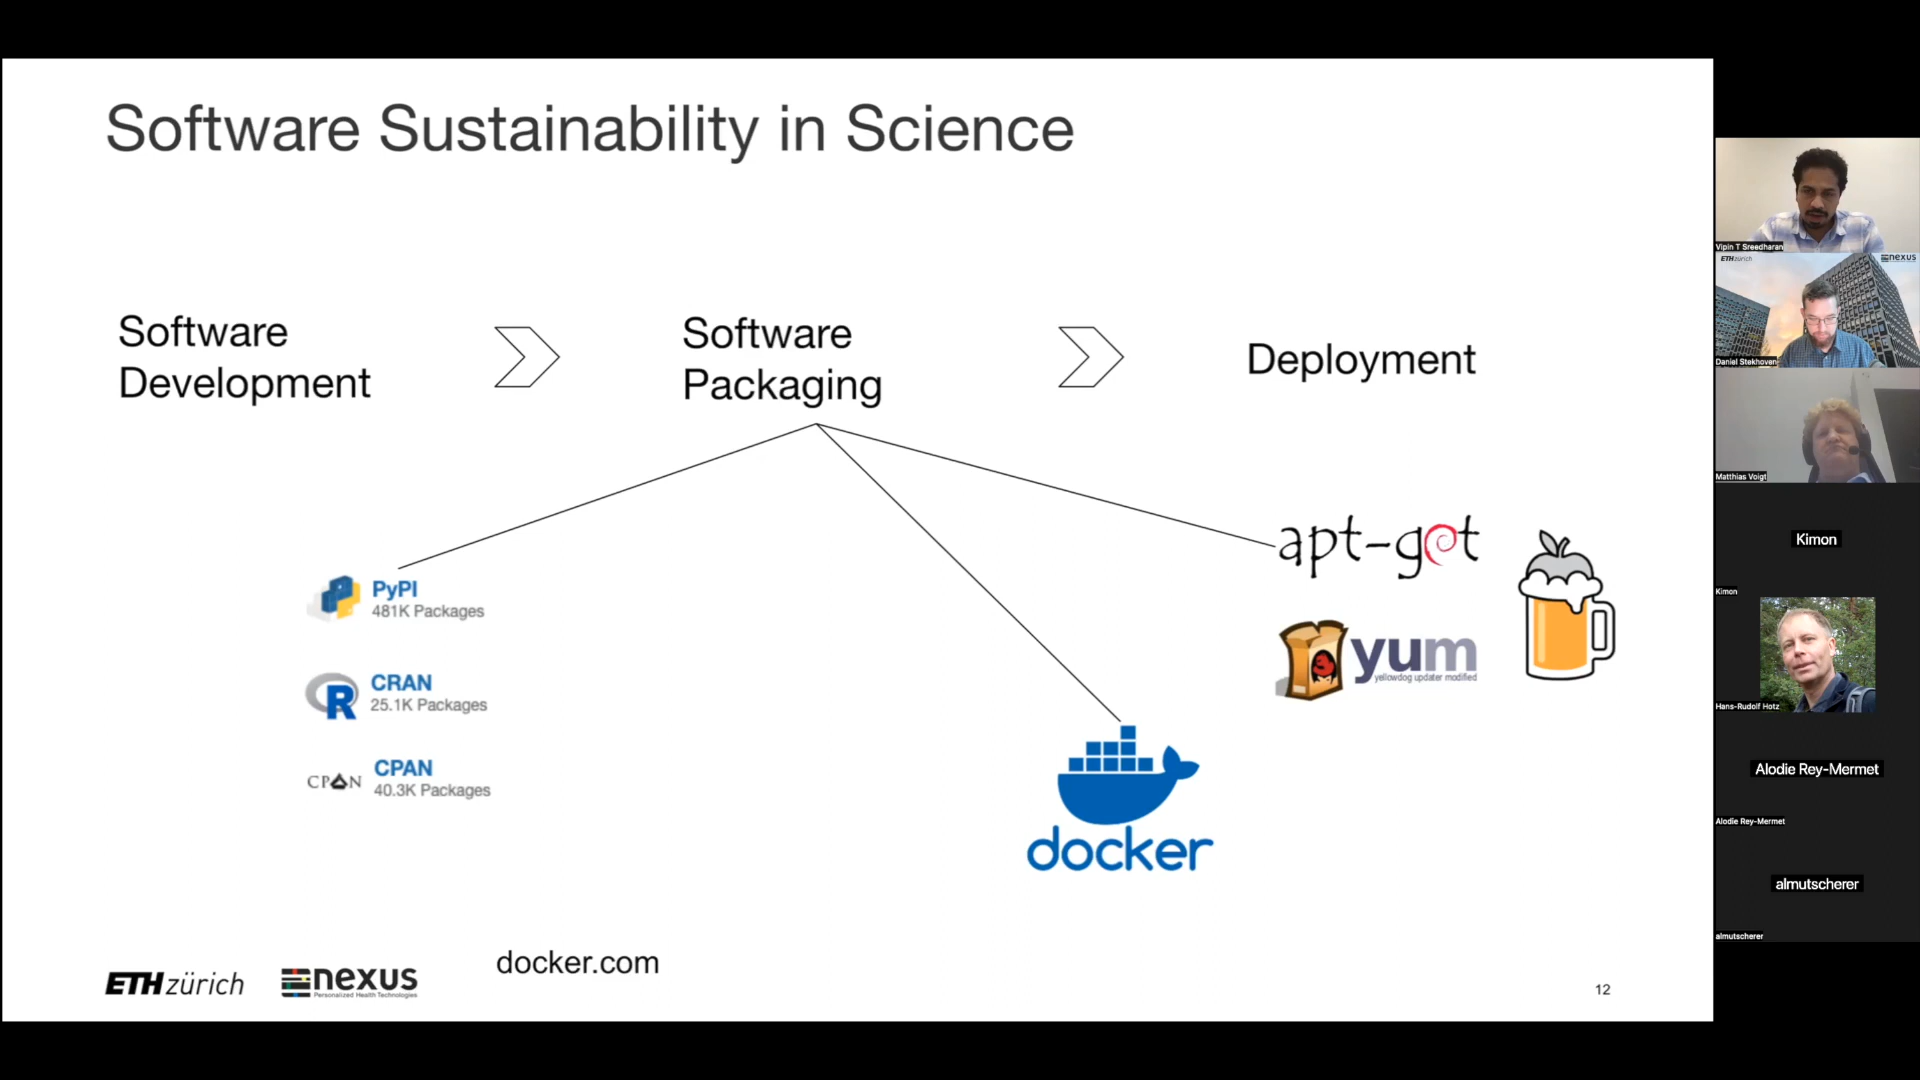 Software Sustainability in Science
Software
Development
Software
Packaging
Deployment
PyPI
481K Packages
CRAN
25.1K Packages
CPAN
CPAN
40.3K Packages
apt-get
yum
yellowdog updater modified
docker
ETH zürich
nexus
Personalized Health Technologies
docker.com
12
Vipin T Sreedharan
ETH zürich
nexus
Daniel Stekhoven
Matthias Voigt
Kimon
Kimon
Hans-Rudolf Hotz
Alodie Rey-Mermet
Alodie Rey-Mermet
almutscherer
almutscherer